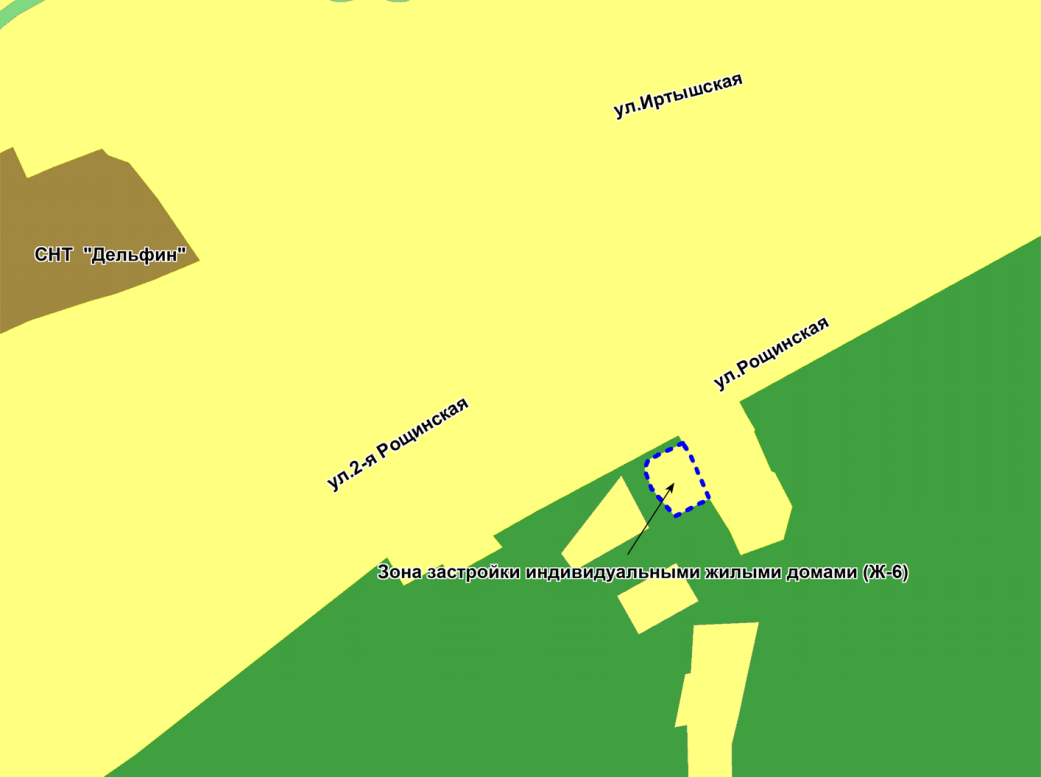 ул.Иртышская
СНТ "Дельфин"
ул.Рощинская
ул.2-я Рощинская
Зона застройки индивидуальными жилыми домами (Ж-6)